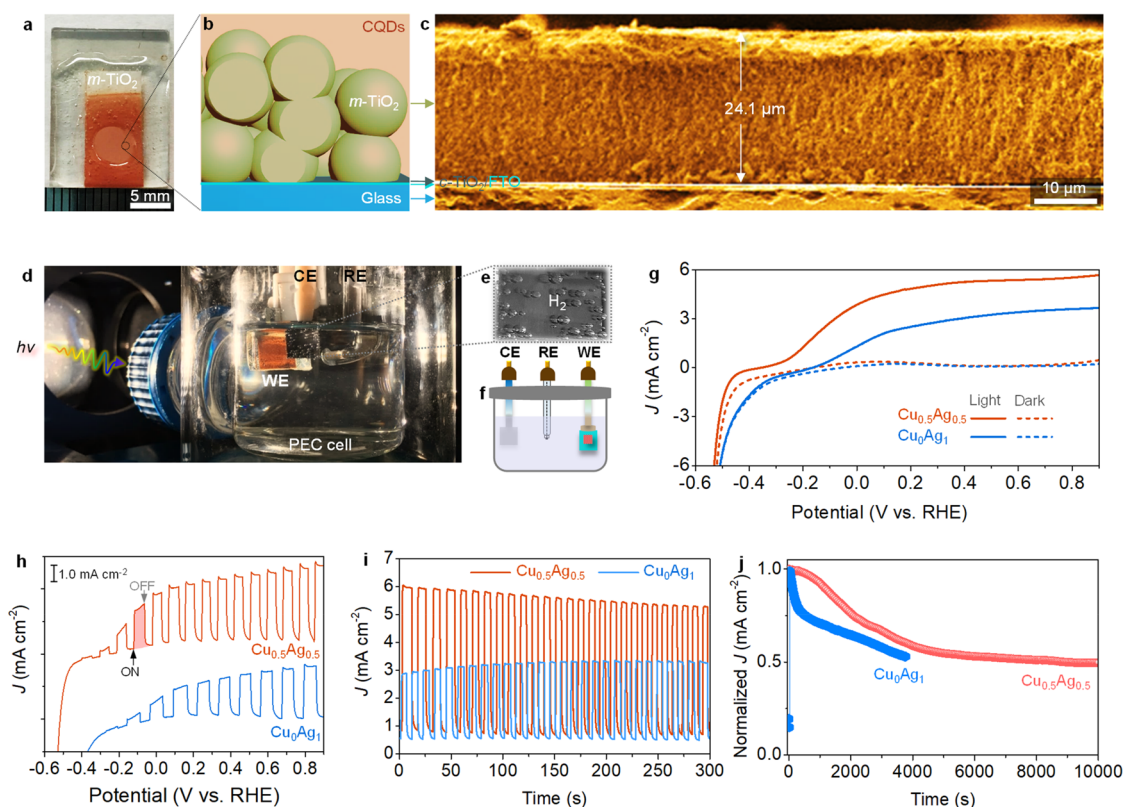 a
m-TiO2
5 mm
b
CQDs
m-TiO2
c-TiO2/FTO
Glass
c
24.1 µm
10 µm
d
hv
CE
RE
WE
PEC cell
e
H2
CE RE WE
f
g
6
3
0
-3
-6
J (mA cm-2)
Light Dark
Cu0.5Ag0.5
Cu0Ag1
-0.6 -0.4 -0.2 0.0 0.2 0.4 0.6 0.8
Potential (V vs. RHE)
h
1.0 mA cm-2
OFF
ON
Cu0.5Ag0.5
Cu0Ag1
J (mA cm-2)
-0.6 -0.4 -0.2 0.0 0.2 0.4 0.6 0.8
Potential (V vs. RHE)
i
Cu0.5Ag0.5 Cu0Ag1
7
6
5
4
3
2
1
0
J (mA cm-2)
0 50 100 150 200 250 300
Time (s)
j
1.0
0.5
0.0
Normalized J (mA cm-2)
Cu0Ag1
Cu0.5Ag0.5
0 2000 4000 6000 8000 10000
Time (s)